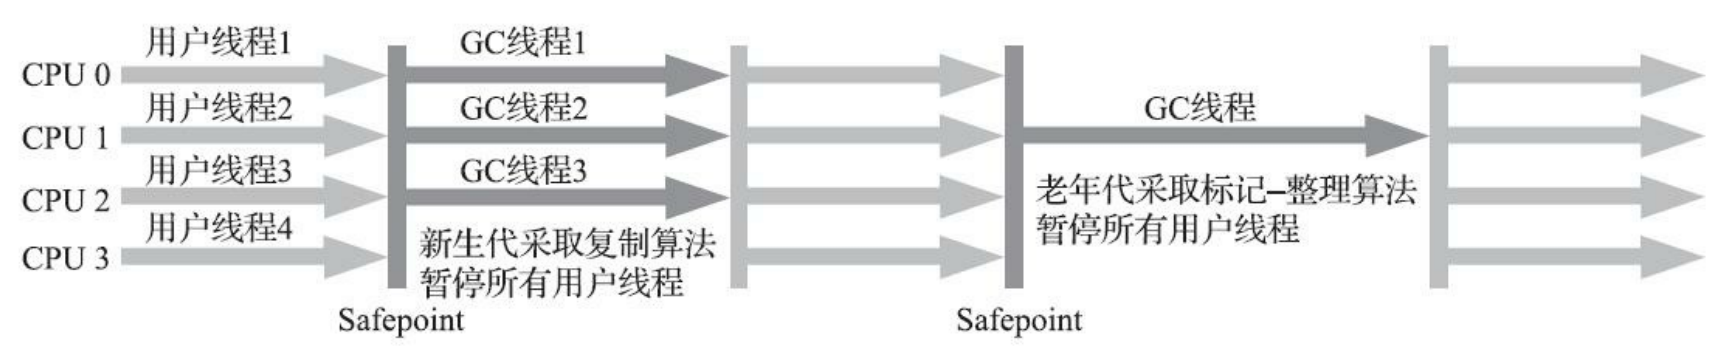 用户线程1
GC线程1
CPU 0
用户线程2
GC线程2
GC线程
CPU 1
用户线程3
GC线程3
CPU 2
用户线程4
CPU 3
新生代采取复制算法
暂停所有用户线程
老年代采取标记–整理算法
暂停所有用户线程
Safepoint
Safepoint